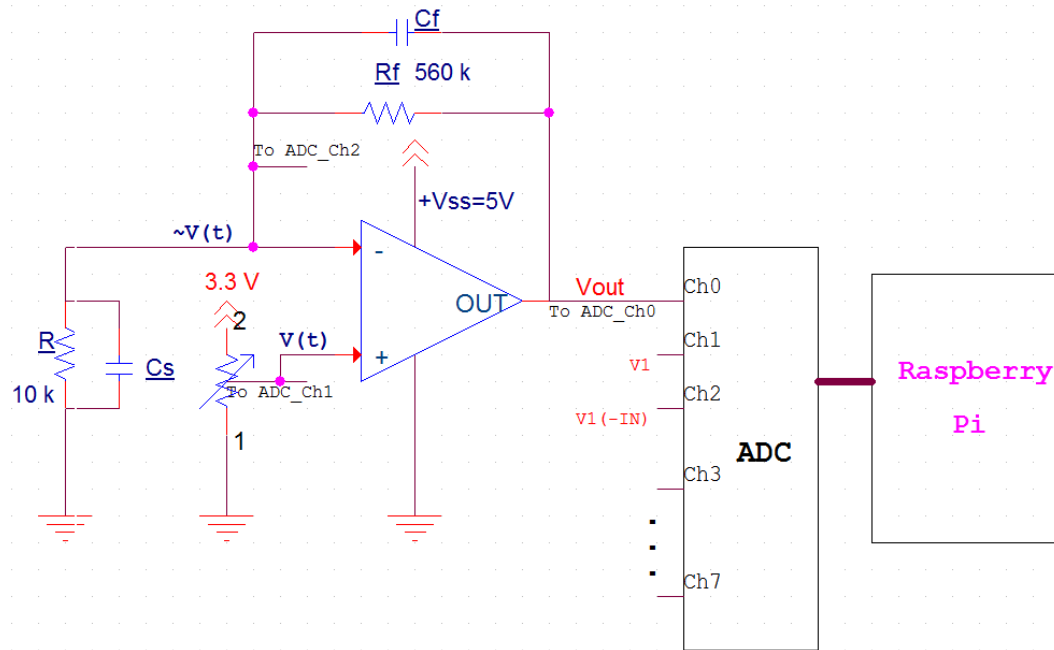 Cf
Rf 560 k
To ADC_Ch2
+Vss=5V
~V(t)
-
3.3 V
2
OUT
Vout
To ADC_Ch0
Ch0
V(t)
+
Ch1
V1
R
Cs
10 k
To ADC_Ch1
1
Ch2
V1(-IN)
ADC
Raspberry
Pi
Ch3
Ch7